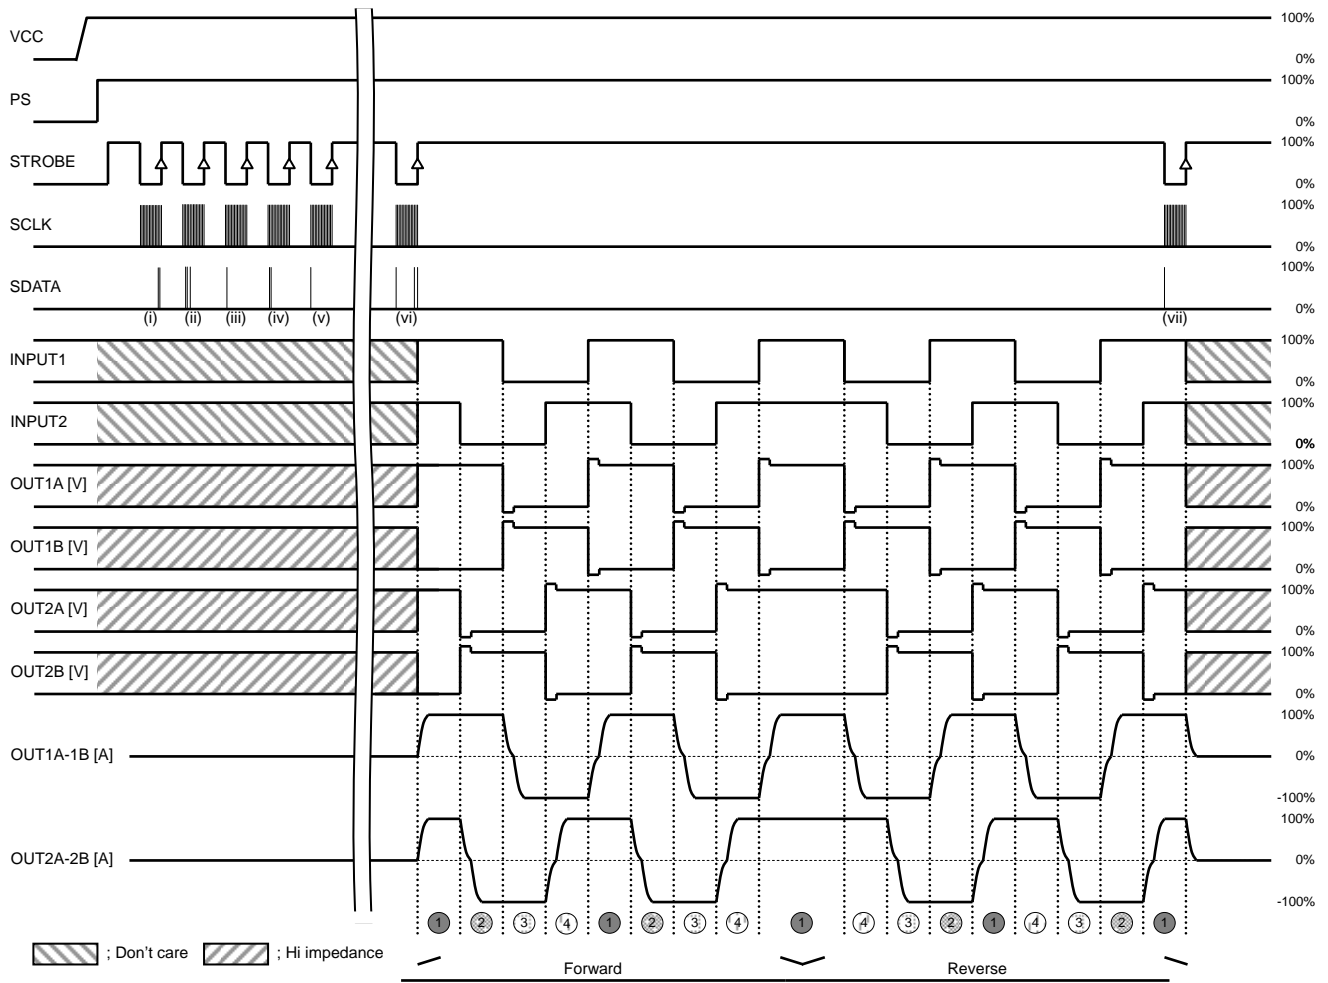 VCC 100%
0%
PS 100%
0%
STROBE 100%
0%
SCLK 100%
0%
SDATA 100%
0%
(i) (ii) (iii) (iv) (v) (vi) (vii)
INPUT1 100%
0%
INPUT2 100%
0%
OUT1A [V] 100%
0%
OUT1B [V] 100%
0%
OUT2A [V] 100%
0%
OUT2B [V] 100%
0%
OUT1A-1B [A] 100%
0%
-100%
OUT2A-2B [A] 100%
0%
-100%
1 2 3 4 1 2 3 4 1 4 3 2 1 4 3 2 1
; Don't care ; Hi impedance
Forward Reverse